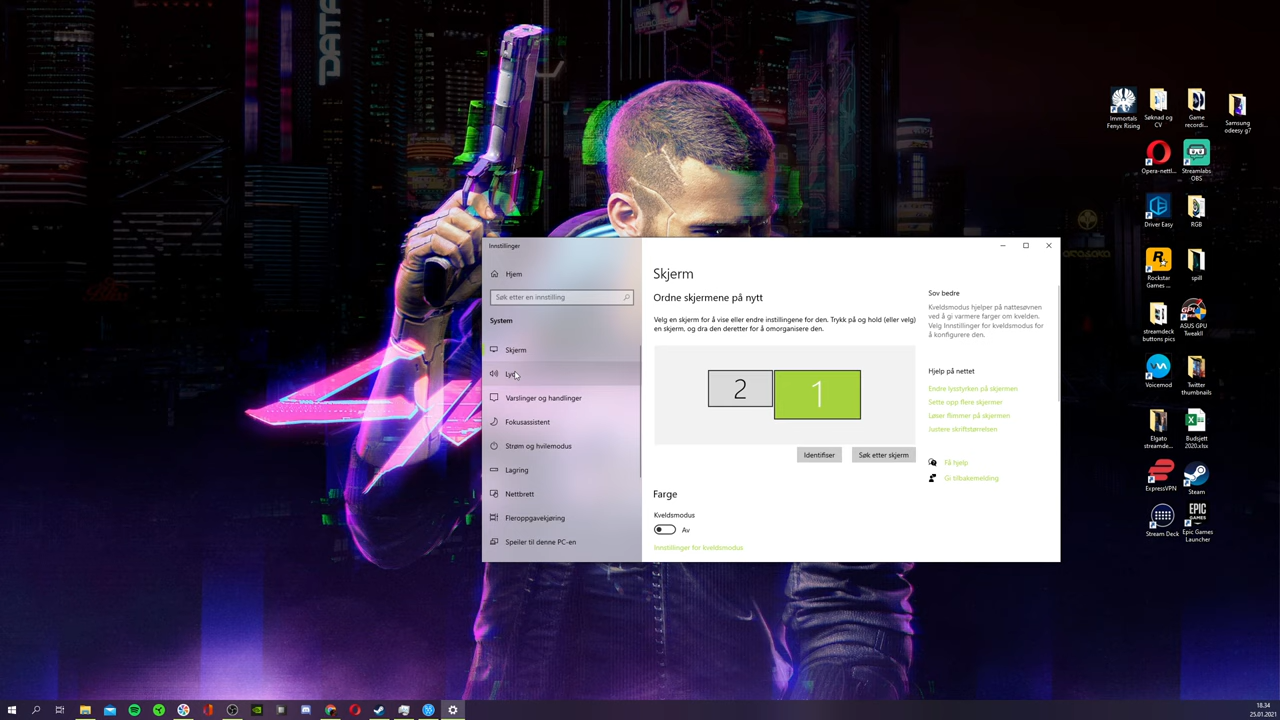 DATA
Immortals
Fenyx Rising
Søknad og
CV
Game
recordi...
Samsung
odeesy g7
Opera-nettl...
Streamlabs
OBS
Driver Easy
RGB
Rockstar
Games ...
spill
streamdeck
buttons pics
ASUS GPU
TweakII
Voicemod
Twitter
thumbnails
Elgato
streamde...
Budsjett
2020.xlsx
ExpressVPN
Steam
Stream Deck
Epic Games
Launcher
Innstillinger
Hjem
Søk etter en innstilling
System
Skjerm
Lyd
Varslinger og handlinger
Fokusassistent
Strøm og hvilemodus
Lagring
Nettbrett
Fleroppgavekjøring
Speiler til denne PC-en
Skjerm
Ordne skjermene på nytt
Velg en skjerm for å vise eller endre instillingene for den. Trykk på og hold (eller velg)
en skjerm, og dra den deretter for å omorganisere dem.
2
1
Identifiser
Søk etter skjerm
Farge
Kveldsmodus
Av
Innstillinger for kveldsmodus
Sov bedre
Kveldsmodus hjelper på nattesøvnen
ved å gi varmere farger om kvelden.
Velg Innstillinger for kveldsmodus for
å konfigurere den.
Hjelp på nettet
Endre lysstyrken på skjermen
Sette opp flere skjermer
Løser flimmer på skjermen
Justere skriftstørrelsen
Få hjelp
Gi tilbakemelding
18.34
25.01.2021